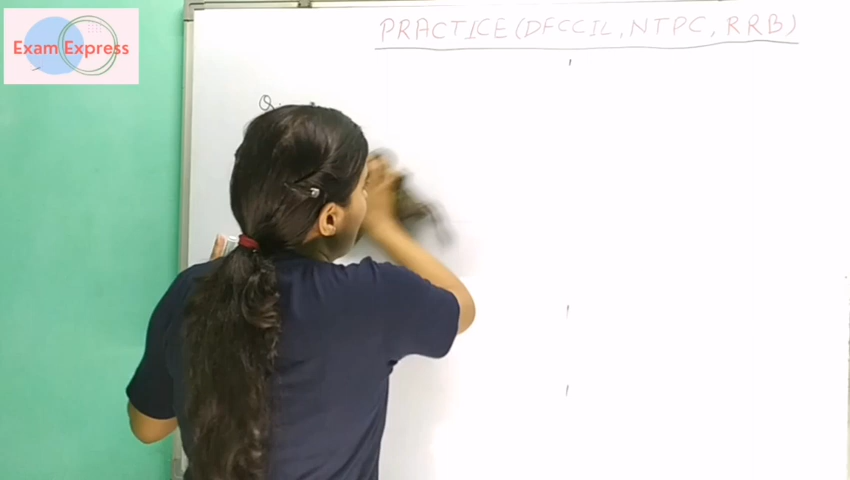 Exam Express
PRACTICE (DFCCIL, NTPC, RRB)